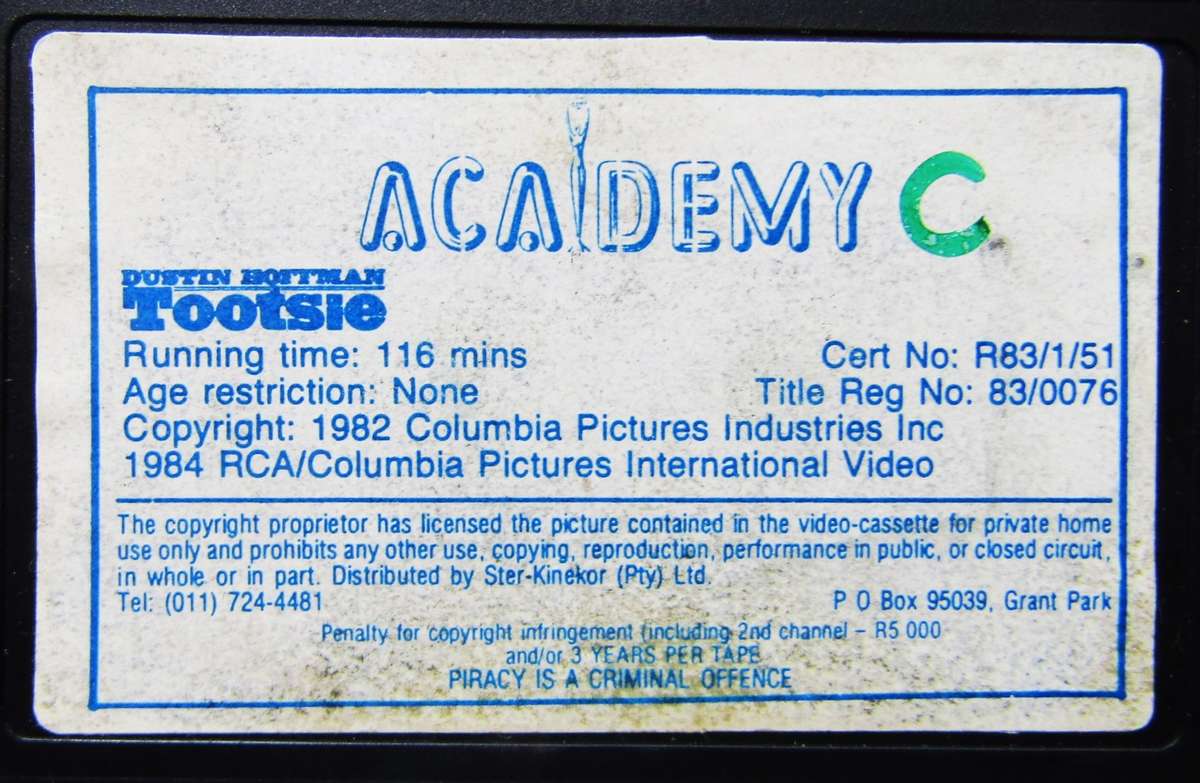 ACADEMY C
DUSTIN HOFFMAN
Tootsie
Running time: 116 mins Cert No: R83/1/51
Age restriction: None Title Reg No: 83/0076
Copyright: 1982 Columbia Pictures Industries Inc
1984 RCA/Columbia Pictures International Video
The copyright proprietor has licensed the picture contained in the video-cassette for private home
use only and prohibits any other use, copying, reproduction, performance in public, or closed circuit,
in whole or in part. Distributed by Ster-Kinekor (Pty) Ltd.
Tel: (011) 724-4481 P O Box 95039, Grant Park
Penalty for copyright infringement (including 2nd channel – R5 000
and/or 3 YEARS PER TAPE
PIRACY IS A CRIMINAL OFFENCE